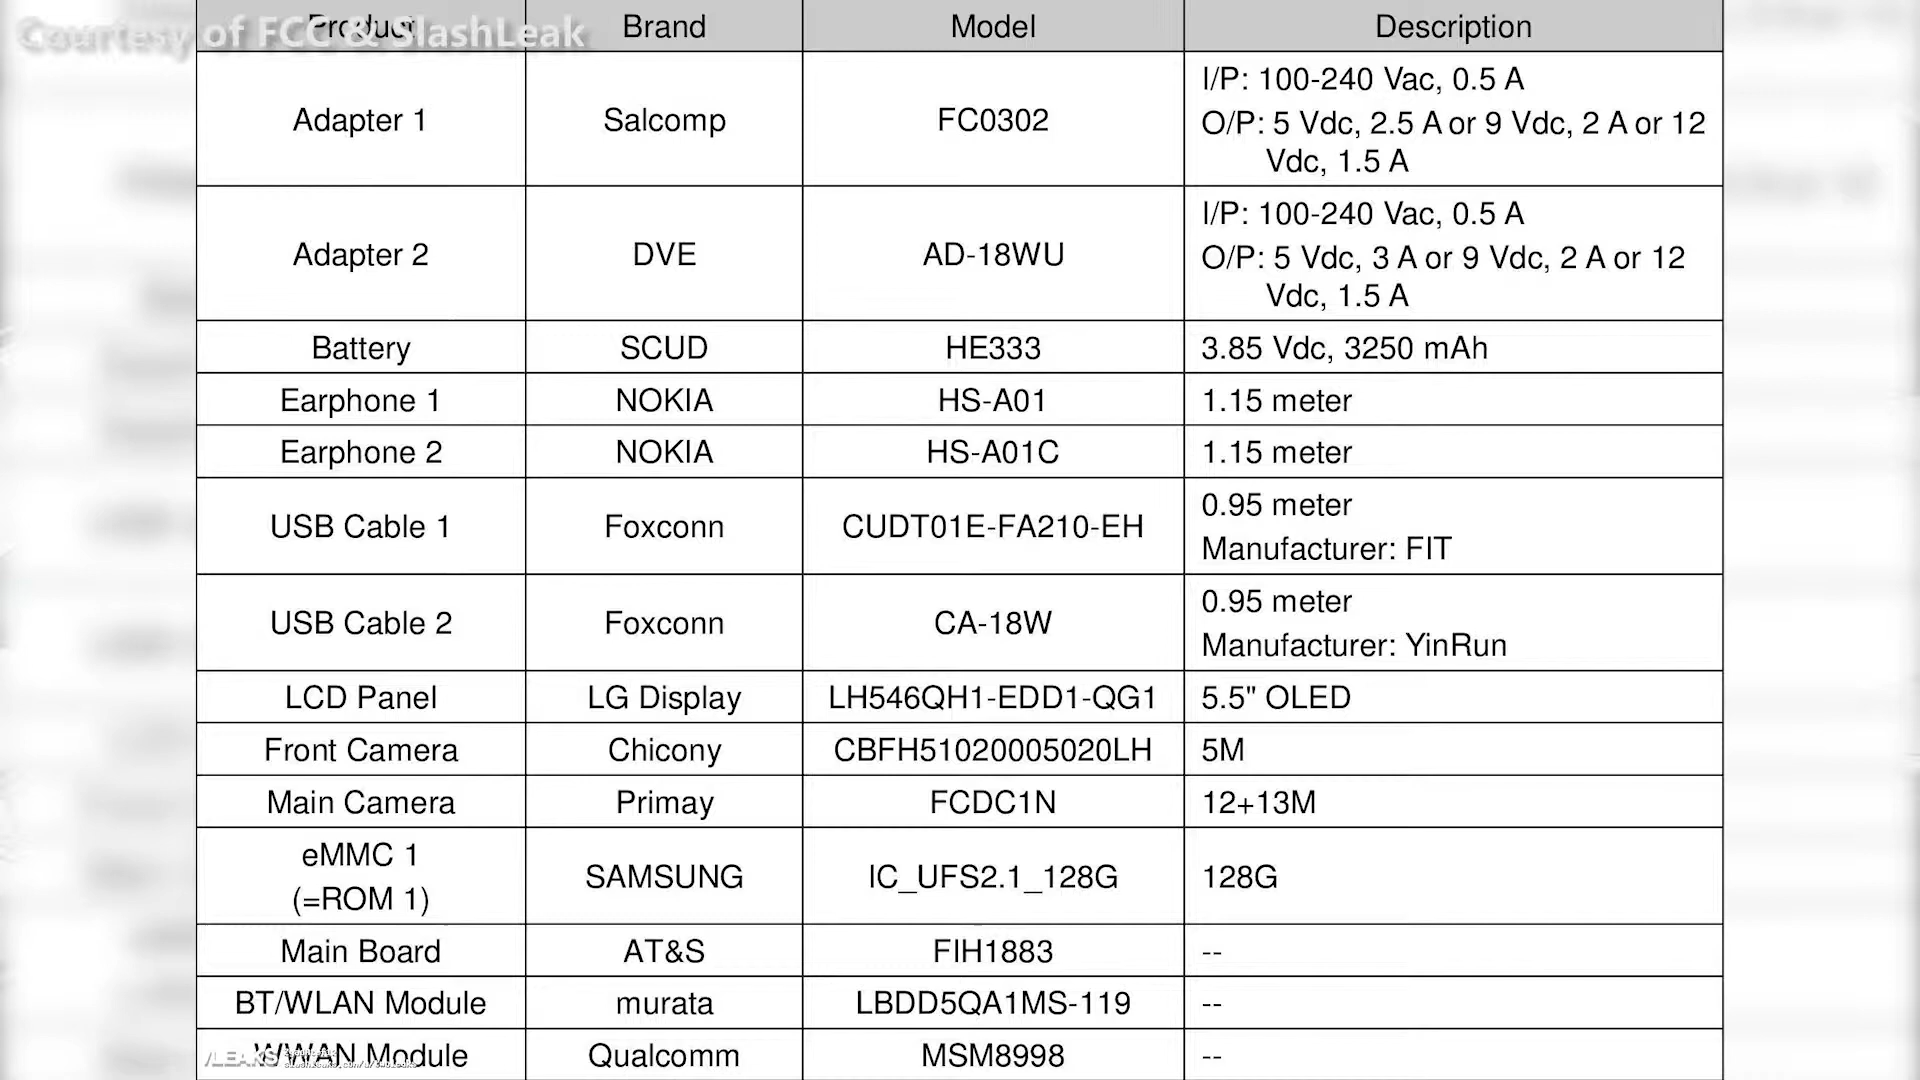 Courtesy of FCC & SlashLeak
Product Brand Model Description
Adapter 1 Salcomp FC0302 I/P: 100-240 Vac, 0.5 A
O/P: 5 Vdc, 2.5 A or 9 Vdc, 2 A or 12
Vdc, 1.5 A
Adapter 2 DVE AD-18WU I/P: 100-240 Vac, 0.5 A
O/P: 5 Vdc, 3 A or 9 Vdc, 2 A or 12
Vdc, 1.5 A
Battery SCUD HE333 3.85 Vdc, 3250 mAh
Earphone 1 NOKIA HS-A01 1.15 meter
Earphone 2 NOKIA HS-A01C 1.15 meter
USB Cable 1 Foxconn CUDT01E-FA210-EH 0.95 meter
Manufacturer: FIT
USB Cable 2 Foxconn CA-18W 0.95 meter
Manufacturer: YinRun
LCD Panel LG Display LH546QH1-EDD1-QG1 5.5" OLED
Front Camera Chicony CBFH51020005020LH 5M
Main Camera Primay FCDC1N 12+13M
eMMC 1
(=ROM 1) SAMSUNG IC_UFS2.1_128G 128G
Main Board AT&S FIH1883 --
BT/WLAN Module murata LBDD5QA1MS-119 --
WWAN Module Qualcomm MSM8998 --
/LEAKS